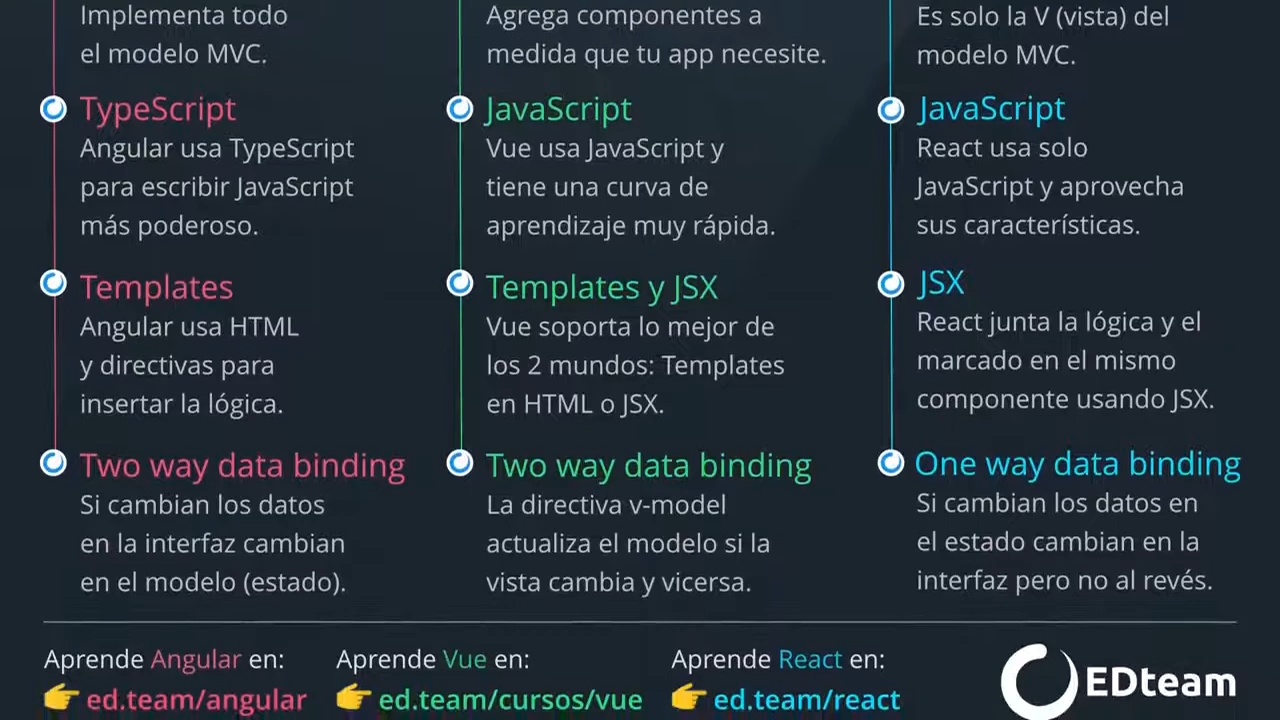 Implementa todo
el modelo MVC.
TypeScript
Angular usa TypeScript
para escribir JavaScript
más poderoso.
Templates
Angular usa HTML
y directivas para
insertar la lógica.
Two way data binding
Si cambian los datos
en la interfaz cambian
en el modelo (estado).
Agrega componentes a
medida que tu app necesite.
JavaScript
Vue usa JavaScript y
tiene una curva de
aprendizaje muy rápida.
Templates y JSX
Vue soporta lo mejor de
los 2 mundos: Templates
en HTML o JSX.
Two way data binding
La directiva v-model
actualiza el modelo si la
vista cambia y vicersa.
Es solo la V (vista) del
modelo MVC.
JavaScript
React usa solo
JavaScript y aprovecha
sus características.
JSX
React junta la lógica y el
marcado en el mismo
componente usando JSX.
One way data binding
Si cambian los datos en
el estado cambian en la
interfaz pero no al revés.
Aprende Angular en:
👉 ed.team/angular
Aprende Vue en:
👉 ed.team/cursos/vue
Aprende React en:
👉 ed.team/react
EDteam